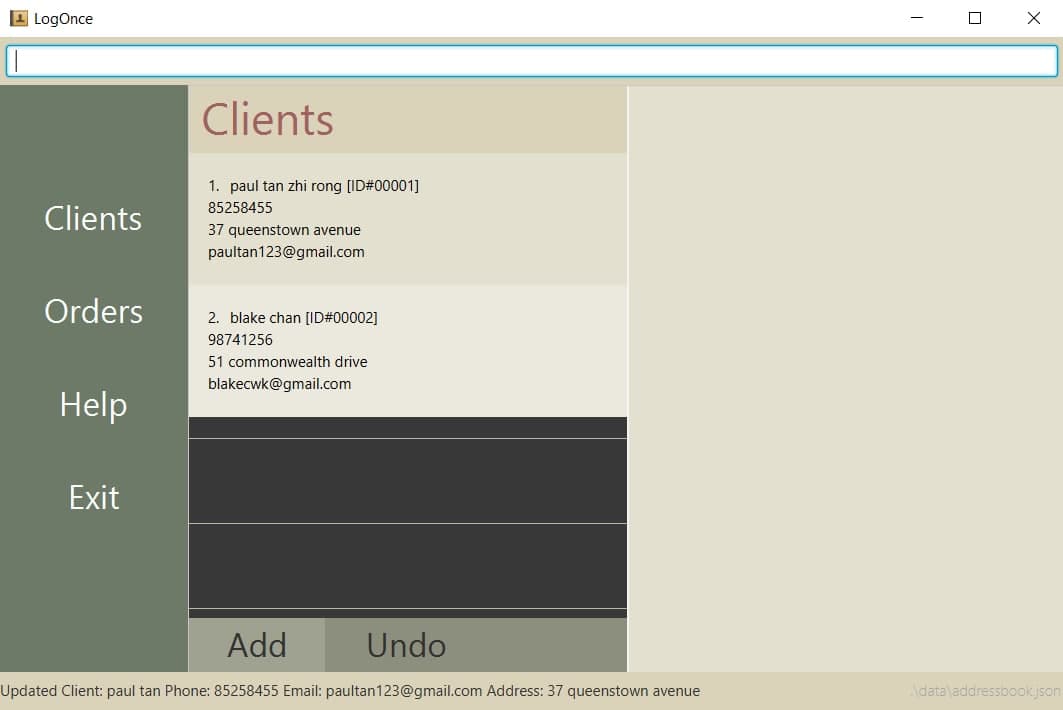 LogOnce
Clients
Orders
Help
Exit
Clients
1. paul tan zhi rong [ID#00001]
85258455
37 queenstown avenue
paultan123@gmail.com
2. blake chan [ID#00002]
98741256
51 commonwealth drive
blakecwk@gmail.com
Add Undo
Updated Client: paul tan Phone: 85258455 Email: paultan123@gmail.com Address: 37 queenstown avenue .\data\addressbook.json